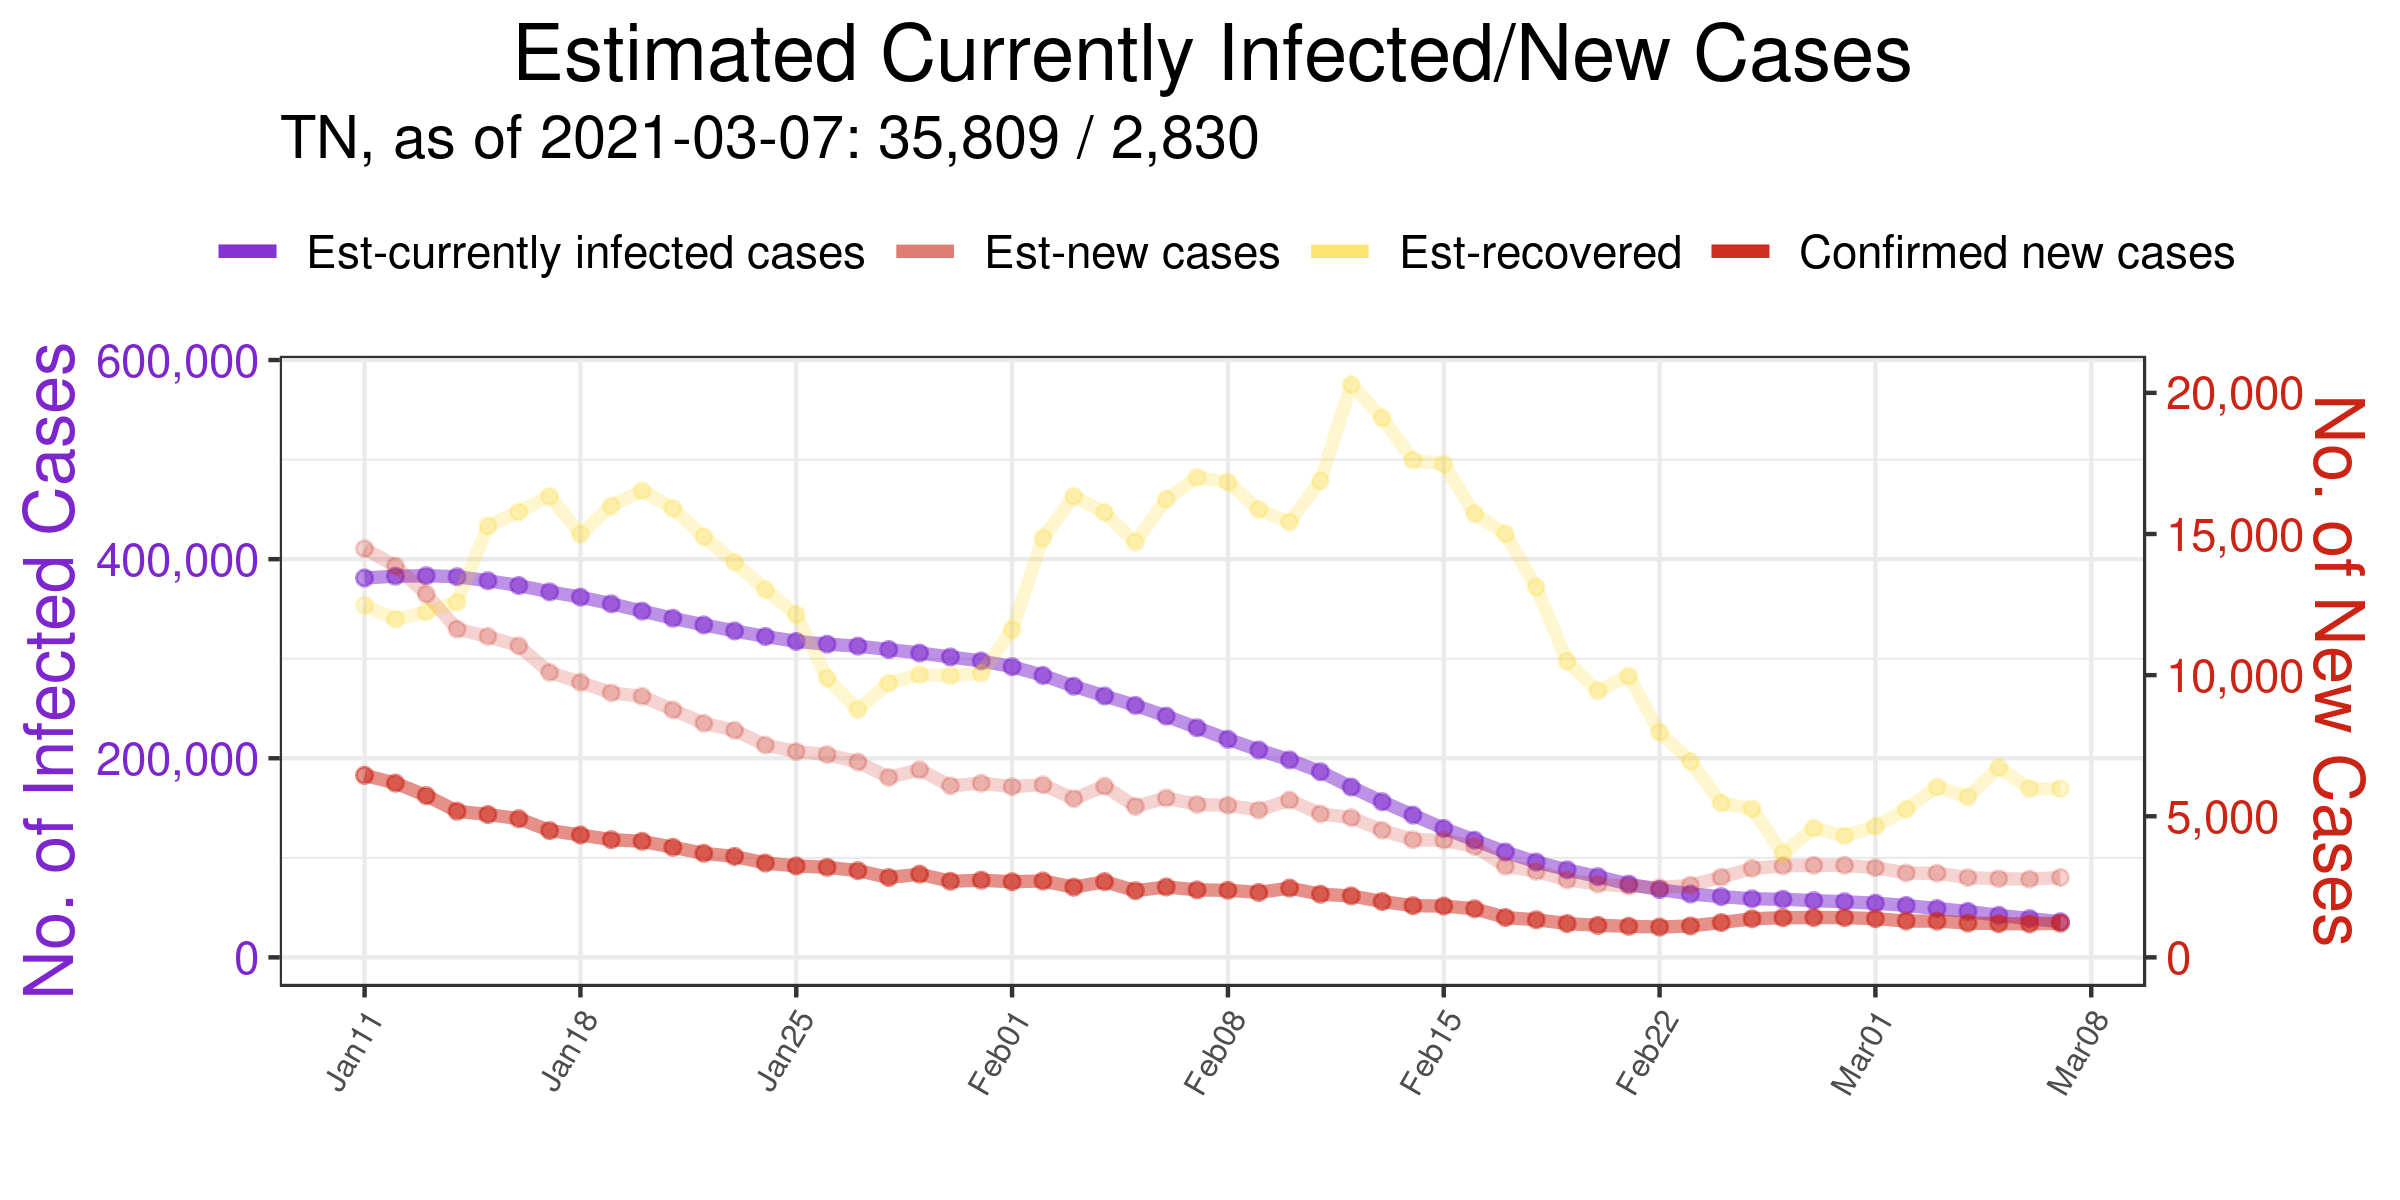 Estimated Currently Infected/New Cases
TN, as of 2021-03-07: 35,809 / 2,830
Est-currently infected cases Est-new cases Est-recovered Confirmed new cases
No. of Infected Cases
600,000
400,000
200,000
0
20,000
15,000
10,000
5,000
0
No. of New Cases
Jan11 Jan18 Jan25 Feb01 Feb08 Feb15 Feb22 Mar01 Mar08